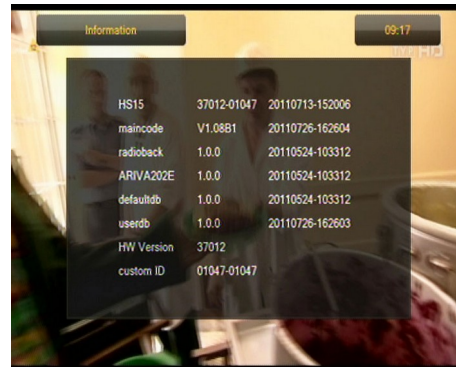 Information 09:17
TVP HD
HS15 37012-01047 20110713-152006
maincode V1.08B1 20110726-162604
radioback 1.0.0 20110524-103312
ARIVA202E 1.0.0 20110524-103312
defaultdb 1.0.0 20110524-103312
userdb 1.0.0 20110726-162603
HW Version 37012
custom ID 01047-01047